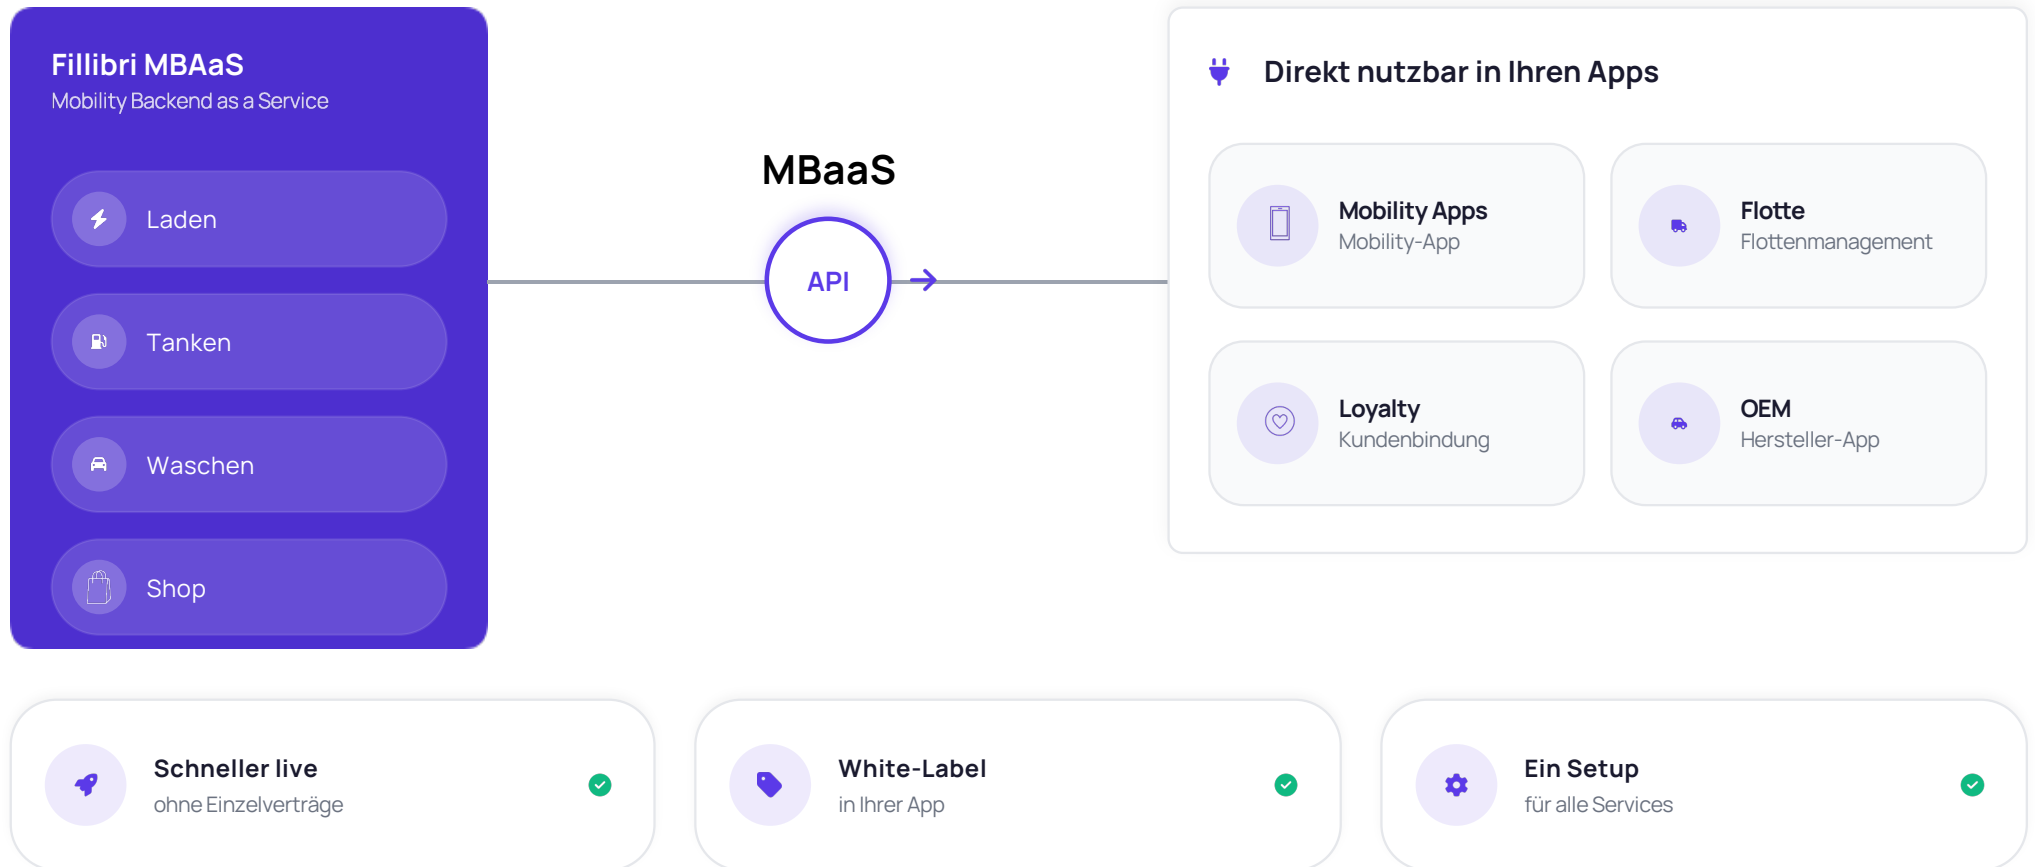 Fillibri MBAaS
Mobility Backend as a Service
Laden
Tanken
Waschen
Shop
MBaaS
API
Direkt nutzbar in Ihren Apps
Mobility Apps
Mobility-App
Flotte
Flottenmanagement
Loyalty
Kundenbindung
OEM
Hersteller-App
Schneller live
ohne Einzelverträge
White-Label
in Ihrer App
Ein Setup
für alle Services